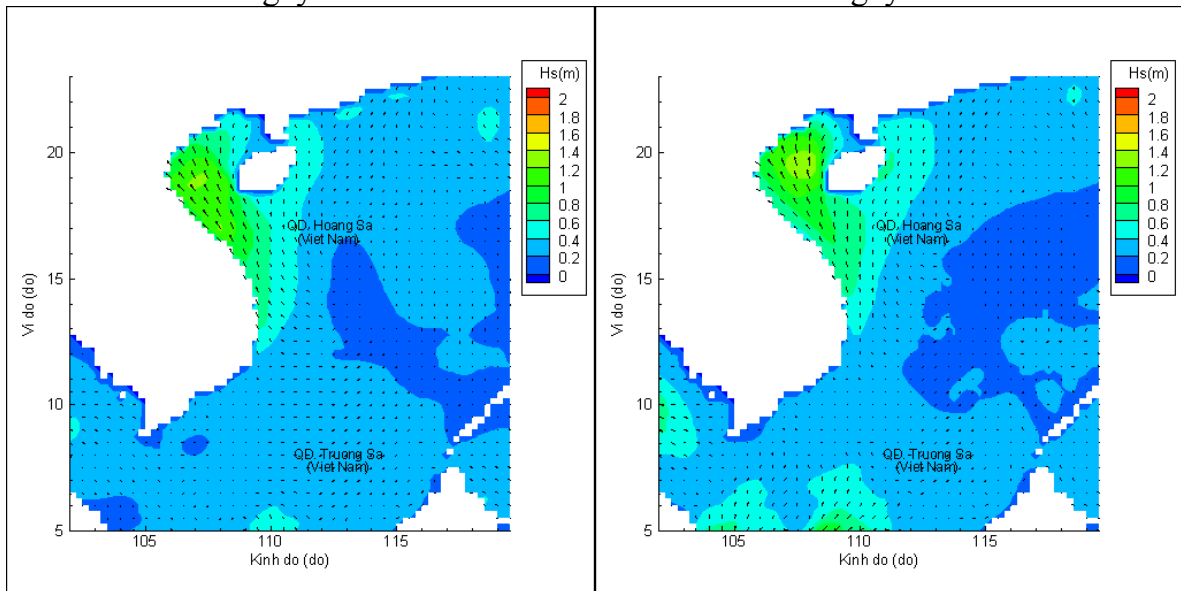 Hs(m)
2
1.8
1.6
1.4
1.2
1
0.8
0.6
0.4
0.2
0
20
15
10
5
Vi do (do)
QD. Hoang Sa
(Viet Nam)
QD. Truong Sa
(Viet Nam)
105
110
115
Kinh do (do)
Hs(m)
2
1.8
1.6
1.4
1.2
1
0.8
0.6
0.4
0.2
0
20
15
10
5
Vi do (do)
QD. Hoang Sa
(Viet Nam)
QD. Truong Sa
(Viet Nam)
105
110
115
Kinh do (do)